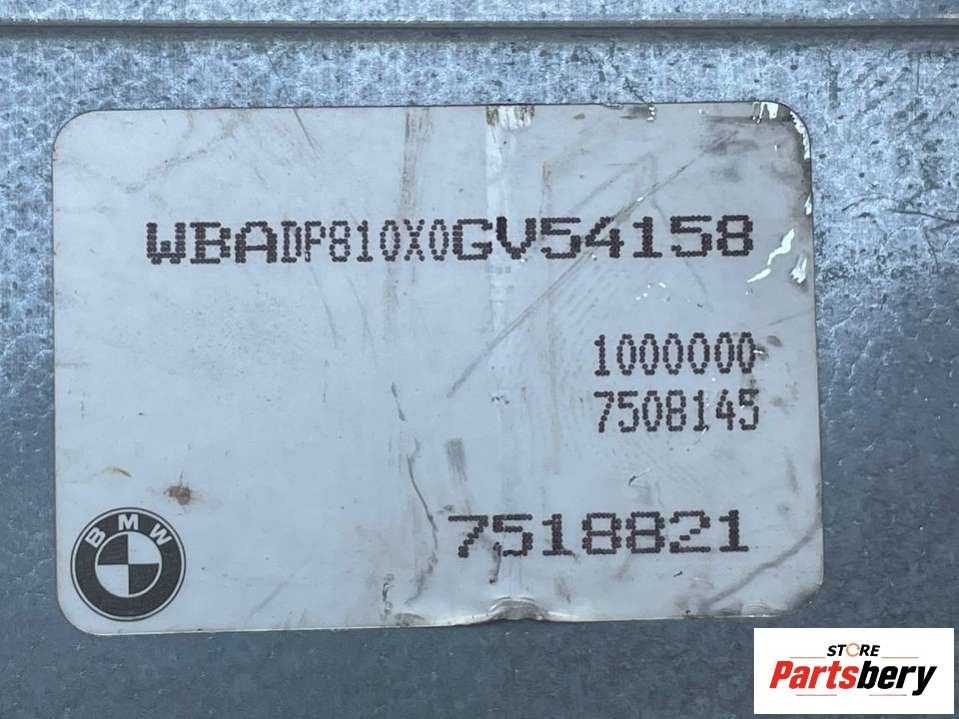 WBADP810X0GV54158
1000000
7508145
7518821
BMW
STORE
Partsbery